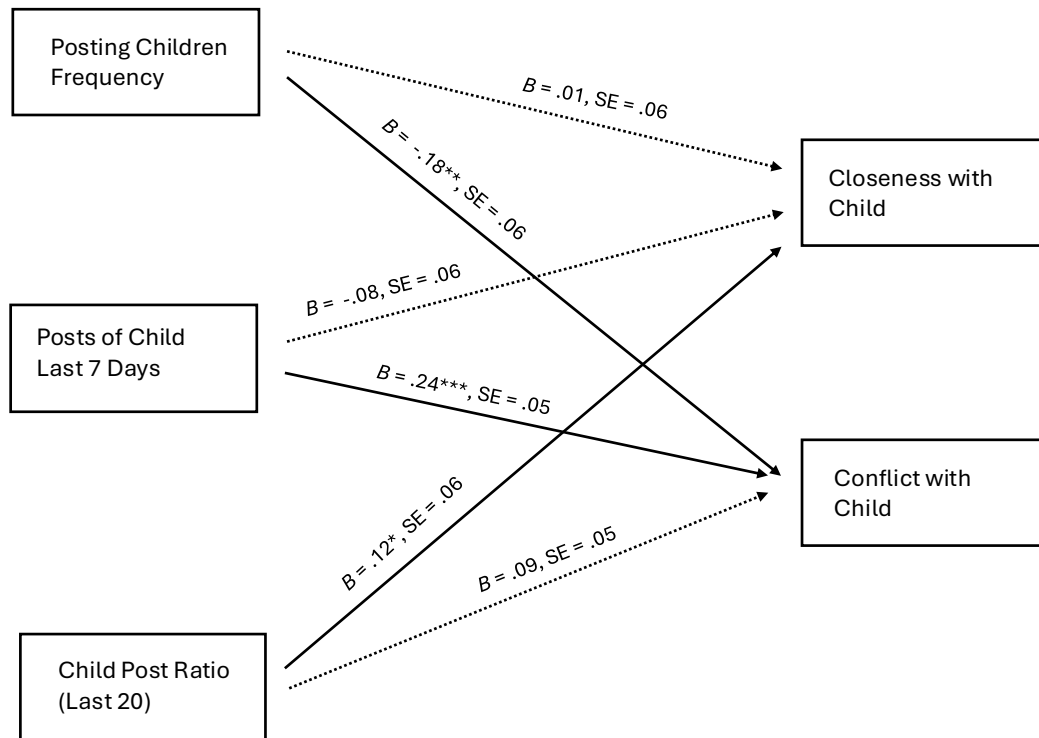 Posting Children
Frequency
B = .01, SE = .06
B = -.18**, SE = .06
Closeness with
Child
B = -.08, SE = .06
Posts of Child
Last 7 Days
B = .24***, SE = .05
Conflict with
Child
B = .12*, SE = .06
B = .09, SE = .05
Child Post Ratio
(Last 20)